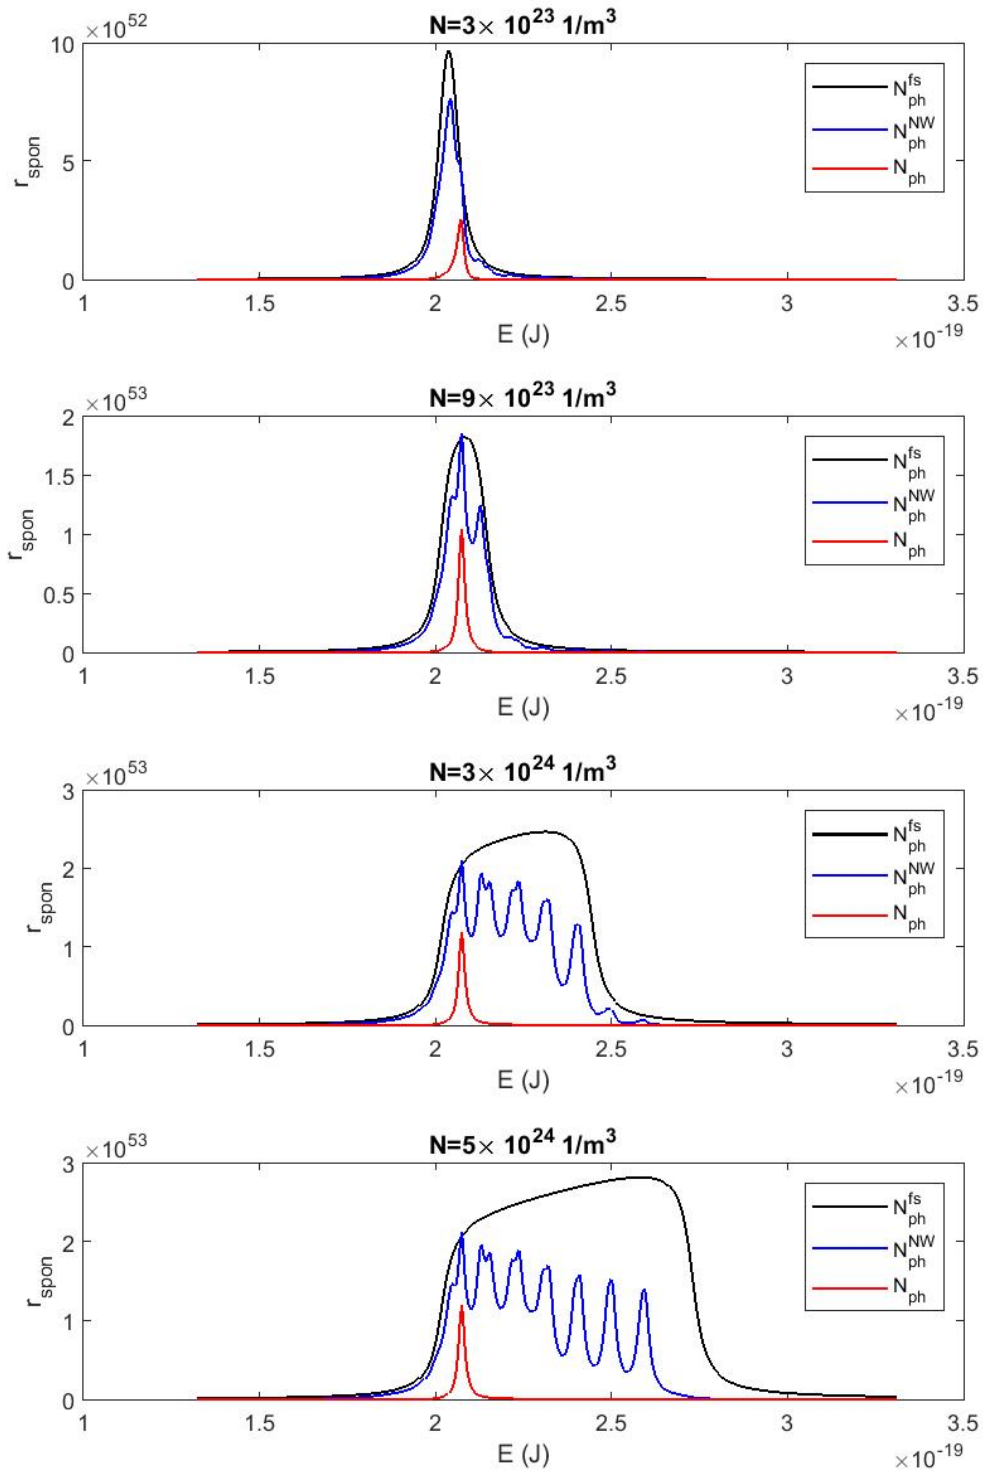 ×10^52
N=3× 10^23 1/m^3
10
5
0
r_spon
N_ph^fs
N_ph^NW
N_ph
1
1.5
2
2.5
3
3.5
E (J)
×10^-19
×10^53
N=9× 10^23 1/m^3
2
1.5
1
0.5
0
r_spon
N_ph^fs
N_ph^NW
N_ph
1
1.5
2
2.5
3
3.5
E (J)
×10^-19
×10^53
N=3× 10^24 1/m^3
3
2
1
0
r_spon
N_ph^fs
N_ph^NW
N_ph
1
1.5
2
2.5
3
3.5
E (J)
×10^-19
×10^53
N=5× 10^24 1/m^3
3
2
1
0
r_spon
N_ph^fs
N_ph^NW
N_ph
1
1.5
2
2.5
3
3.5
E (J)
×10^-19